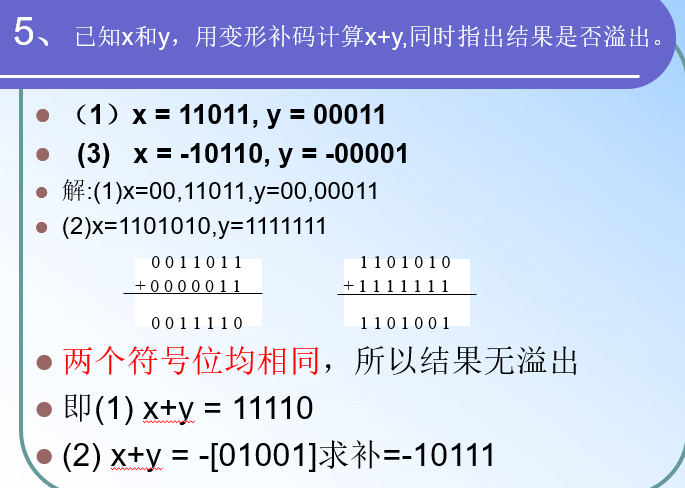 5、已知x和y，用变形补码计算x+y,同时指出结果是否溢出。
（1）x = 11011, y = 00011
(3) x = -10110, y = -00001
解:(1)x=00,11011,y=00,00011
(2)x=1101010,y=1111111
0011011
+0000011
0011110
1101010
+1111111
1101001
两个符号位均相同，所以结果无溢出
即(1) x+y = 11110
(2) x+y = -[01001]求补=-10111